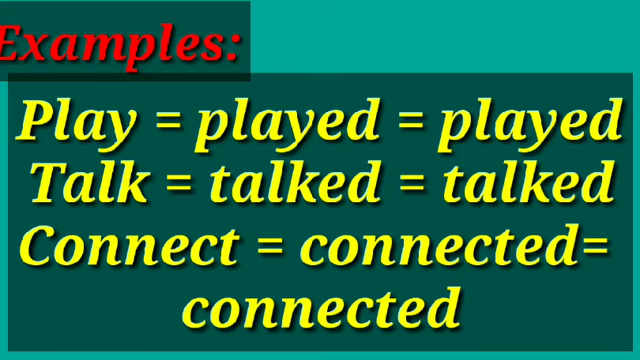 Examples:
Play = played = played
Talk = talked = talked
Connect = connected=
connected